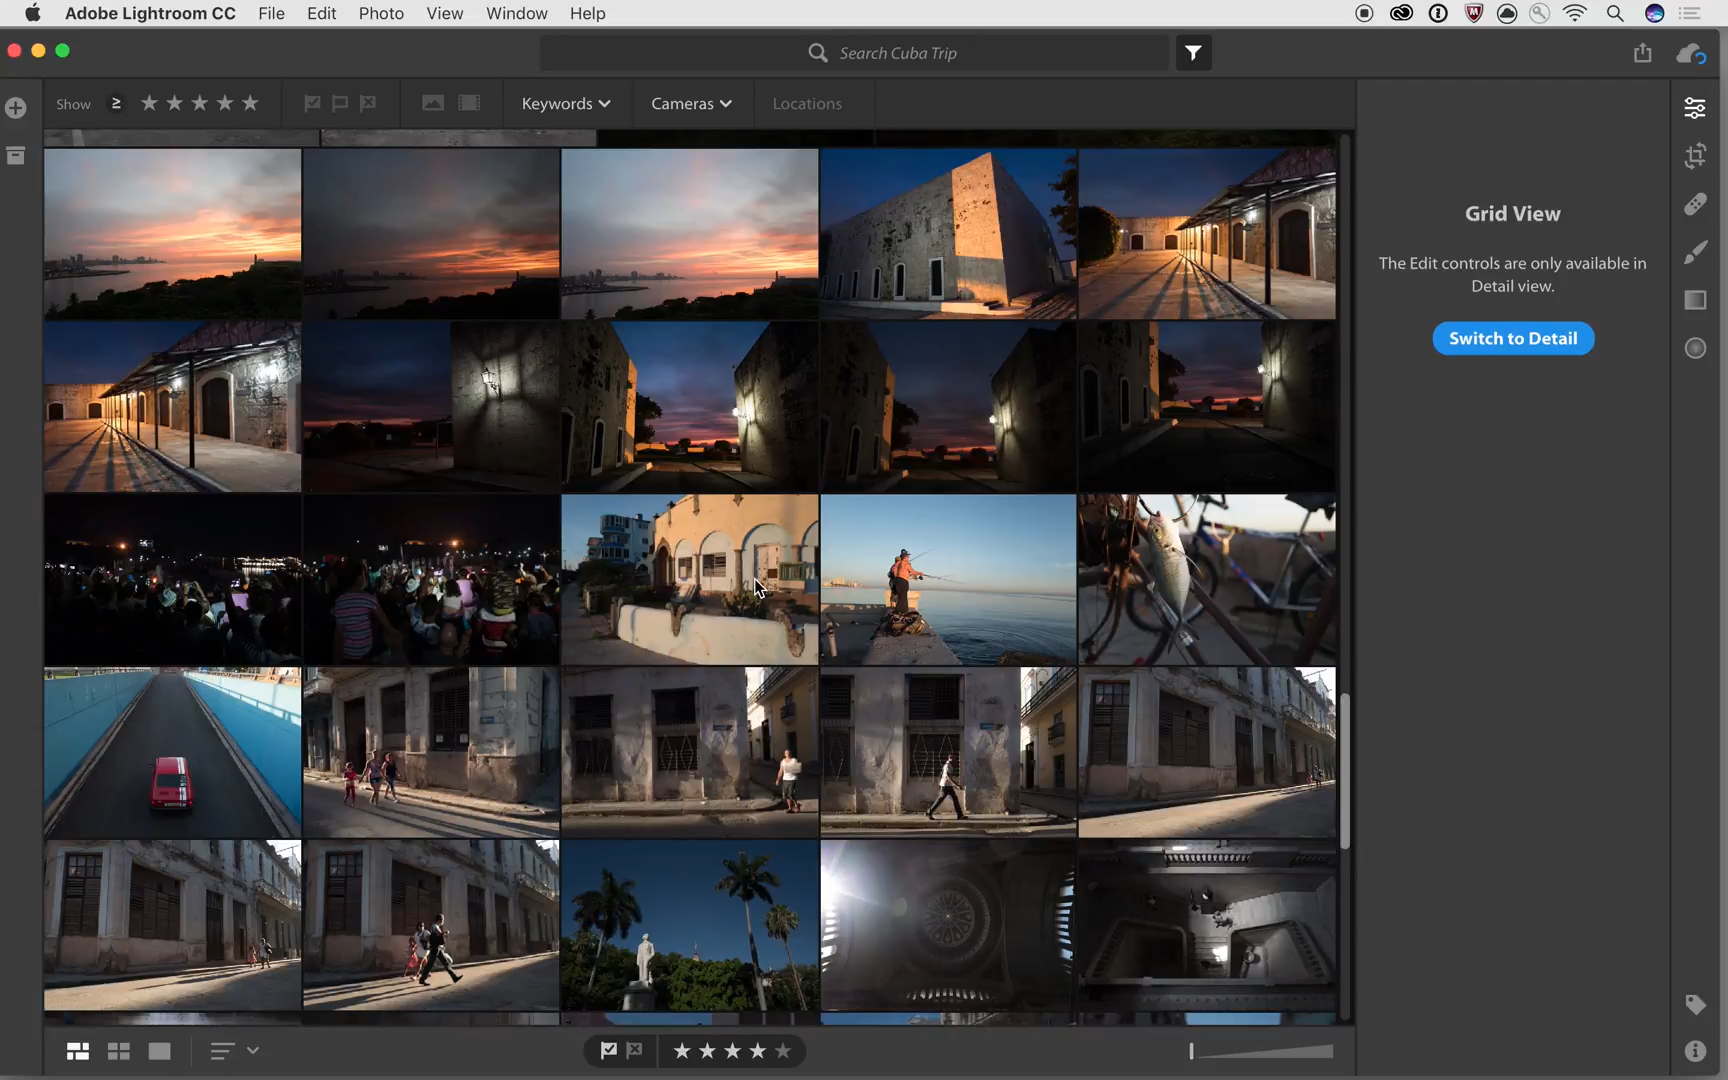 Adobe Lightroom CC File Edit Photo View Window Help
Search Cuba Trip
Show ≥ Keywords Cameras Locations
Grid View
The Edit controls are only available in
Detail view.
Switch to Detail